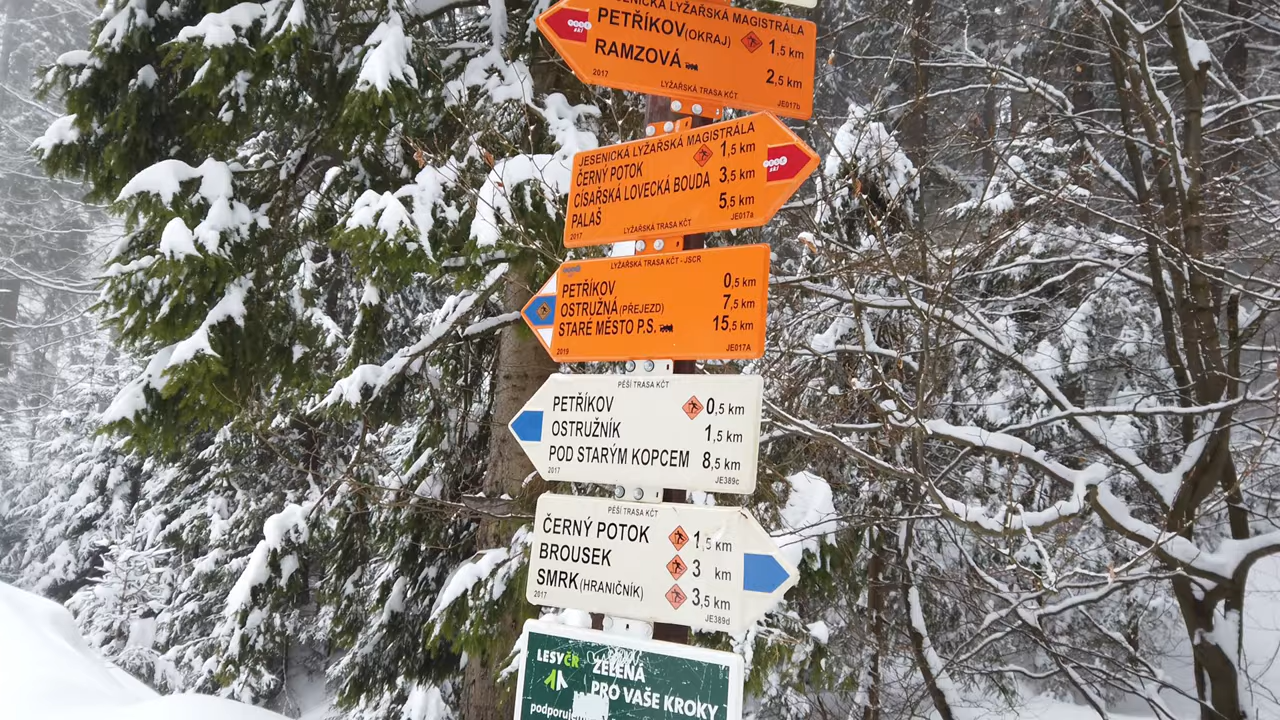 JESENICKÁ LYŽAŘSKÁ MAGISTRÁLA
PETŘÍKOV(OKRAJ) 1,5 km
RAMZOVÁ 2,5 km
2017 LYŽAŘSKÁ TRASA KČT JE017b
JESENICKÁ LYŽAŘSKÁ MAGISTRÁLA
ČERNÝ POTOK 1,5 km
CÍSAŘSKÁ LOVECKÁ BOUDA 3,5 km
PALAŠ 5,5 km
2017 LYŽAŘSKÁ TRASA KČT JE017a
LYŽAŘSKÁ TRASA KČT - JSCR
PETŘÍKOV 0,5 km
OSTRUŽNÁ (PŘEJEZD) 7,5 km
STARÉ MĚSTO P.S. 15,5 km
2019 JE017A
PĚŠÍ TRASA KČT
PETŘÍKOV 0,5 km
OSTRUŽNÍK 1,5 km
POD STARÝM KOPCEM 8,5 km
2017 JE389c
PĚŠÍ TRASA KČT
ČERNÝ POTOK 1,5 km
BROUSEK 3 km
SMRK (HRANIČNÍK) 3,5 km
2017 JE389d
LESYČR ZELENÁ
PRO VAŠE KROKY